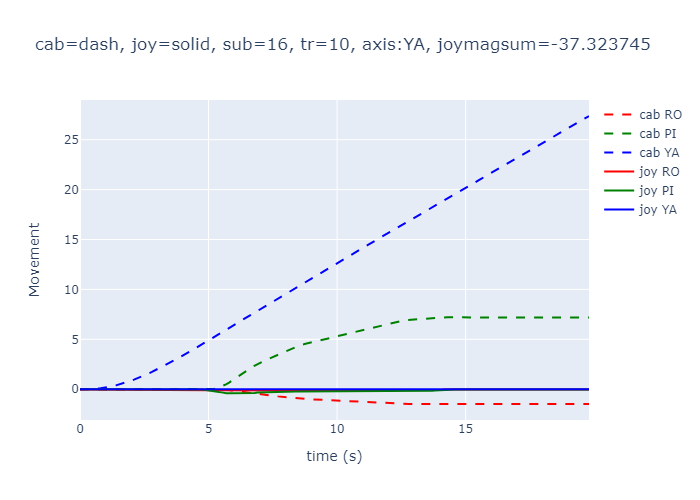 cab=dash, joy=solid, sub=16, tr=10, axis:YA, joymagsum=-37.323745
cab RO
cab PI
cab YA
joy RO
joy PI
joy YA
Movement
25
20
15
10
5
0
0
5
10
15
time (s)